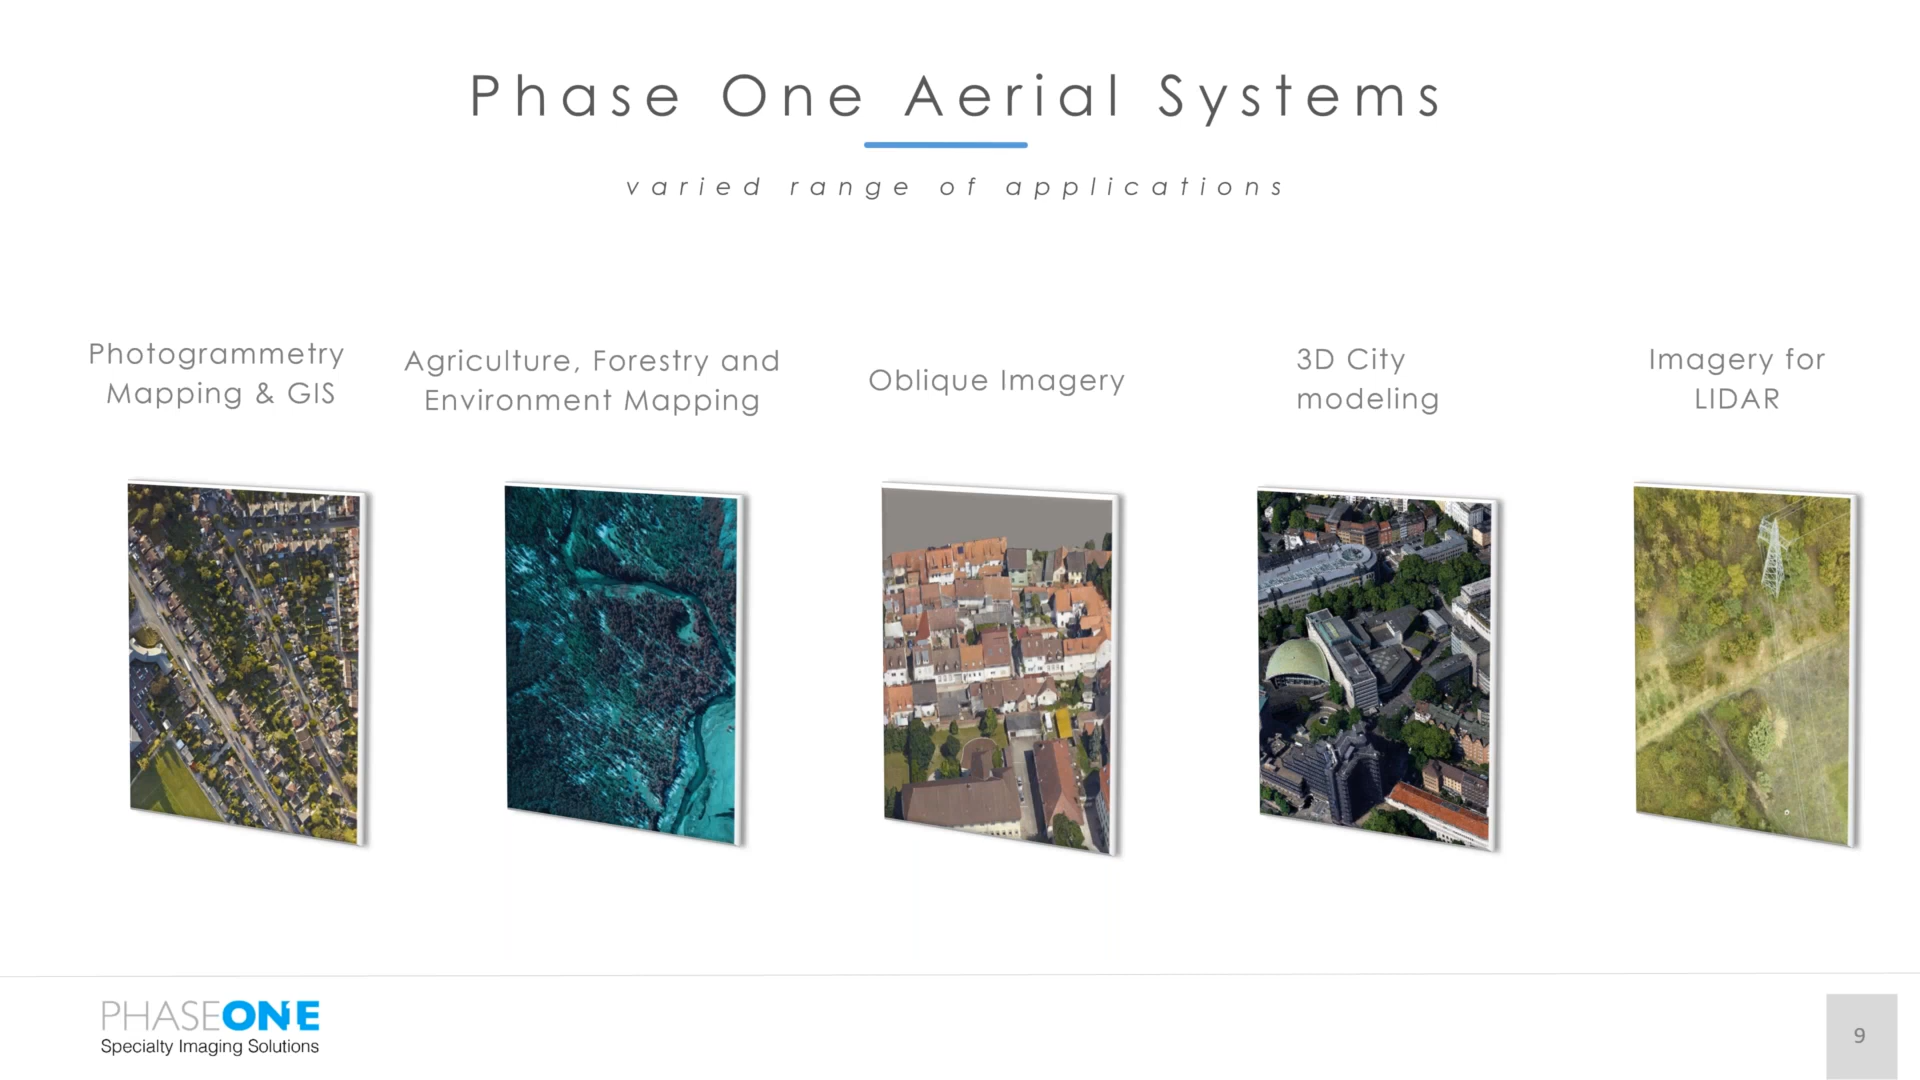 Phase One Aerial Systems
varied range of applications
Photogrammetry
Mapping & GIS
Agriculture, Forestry and
Environment Mapping
Oblique Imagery
3D City
modeling
Imagery for
LIDAR
PHASEONE
Specialty Imaging Solutions
9